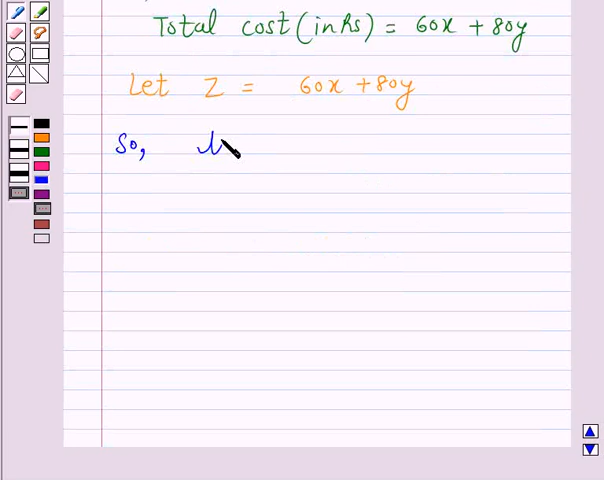 Total cost (in Rs) = 60x + 80y
Let Z = 60x + 80y
So,